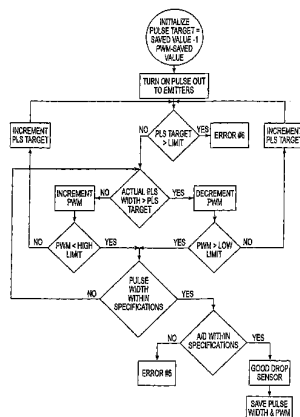 INITIALIZE
PULSE TARGET =
SAVED VALUE -1
PWM-SAVED
VALUE
TURN ON PULSE OUT
TO EMITTERS
INCREMENT
PLS TARGET
NO
PLS TARGET
> LIMIT
YES
ERROR #6
INCREMENT
PLS TARGET
INCREMENT
PWM
NO
ACTUAL PLS
WIDTH > PLS
TARGET
YES
DECREMENT
PWM
NO
PWM < HIGH
LIMIT
YES
YES
PWM > LOW
LIMIT
NO
NO
PULSE
WIDTH
WITHIN
SPECIFICATIONS
YES
NO
A/D WITHIN
SPECIFICATIONS
YES
ERROR #5
GOOD DROP
SENSOR
SAVE PULSE
WIDTH & PWM